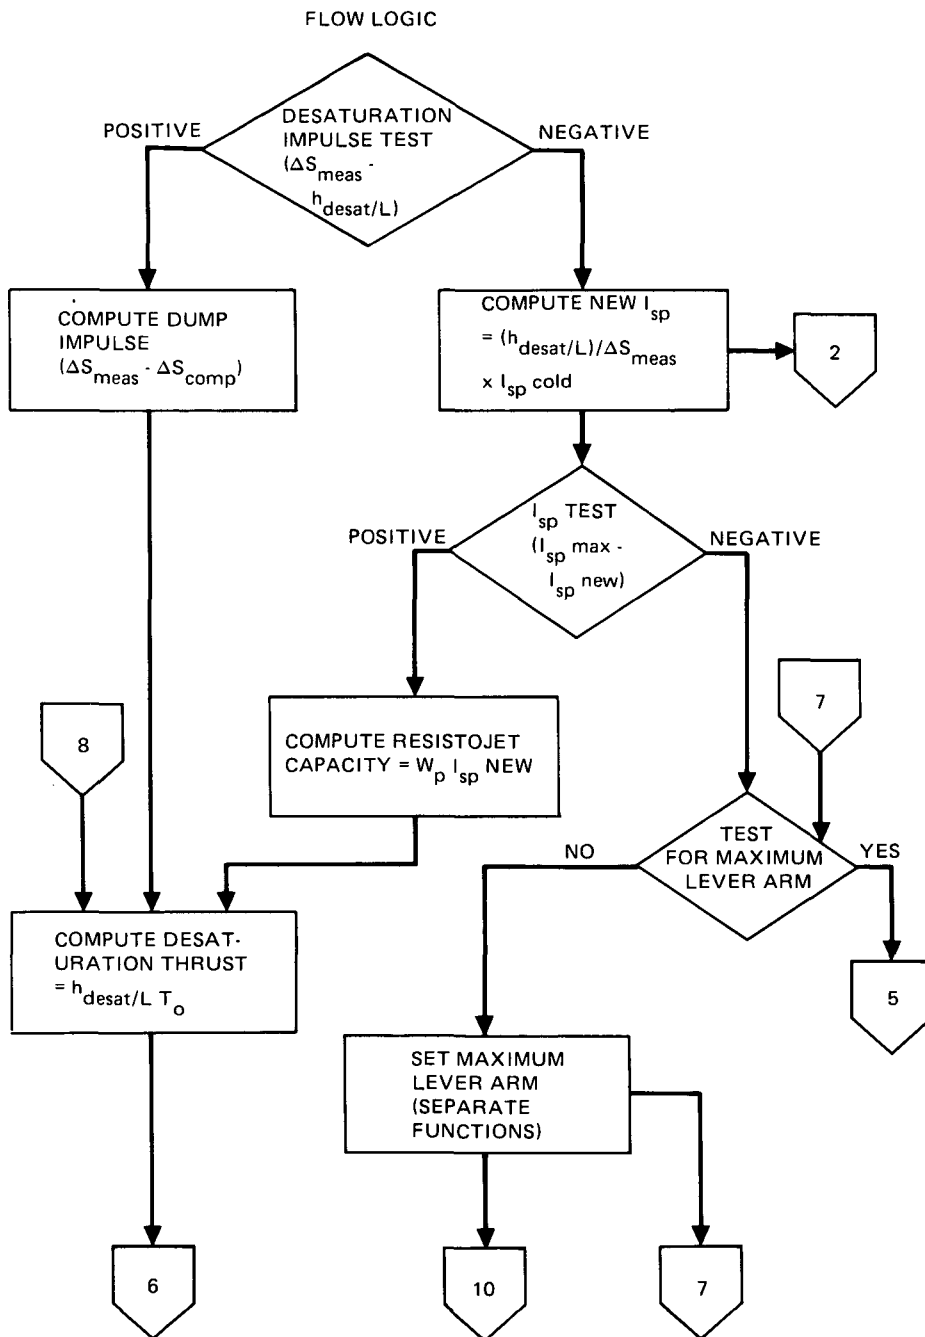 FLOW LOGIC
DESATURATION
IMPULSE TEST
(ΔS_meas -
h_desat/L)
POSITIVE
NEGATIVE
COMPUTE DUMP
IMPULSE
(ΔS_meas - ΔS_comp)
COMPUTE NEW I_sp
= (h_desat/L)/ΔS_meas
x I_sp cold
2
I_sp TEST
(I_sp max -
I_sp new)
POSITIVE
NEGATIVE
8
COMPUTE RESISTOJET
CAPACITY = W_p I_sp NEW
7
TEST
FOR MAXIMUM
LEVER ARM
NO
YES
COMPUTE DESAT-
URATION THRUST
= h_desat/L T_o
5
SET MAXIMUM
LEVER ARM
(SEPARATE
FUNCTIONS)
6
10
7